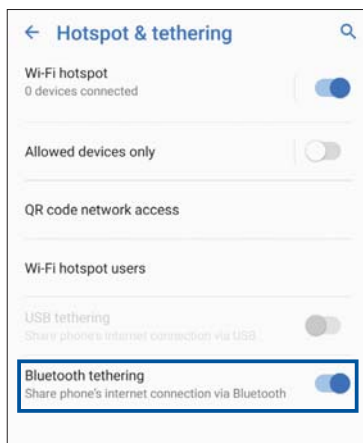 Hotspot & tethering
Wi-Fi hotspot
0 devices connected
Allowed devices only
QR code network access
Wi-Fi hotspot users
USB tethering
Share phone's internet connection via USB
Bluetooth tethering
Share phone's internet connection via Bluetooth